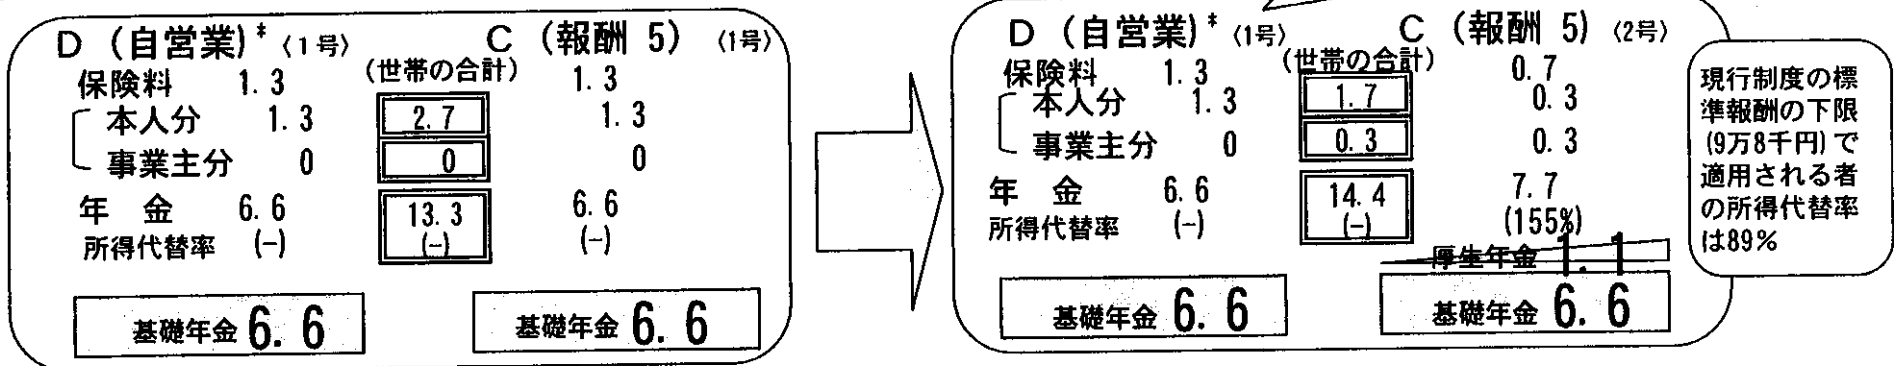 D (自営業)* 〈1号〉 C (報酬 5) 〈1号〉
保険料 1.3 (世帯の合計) 1.3
本人分 1.3 2.7 1.3
事業主分 0 0 0
年 金 6.6 13.3 6.6
所得代替率 (-) (-) (-)
基礎年金 6.6 基礎年金 6.6
D (自営業)* 〈1号〉 C (報酬 5) 〈2号〉
保険料 1.3 (世帯の合計) 0.7
本人分 1.3 1.7 0.3
事業主分 0 0.3 0.3
年 金 6.6 14.4 7.7
所得代替率 (-) (-) (155%)
厚生年金 1.1
基礎年金 6.6 基礎年金 6.6
現行制度の標
準報酬の下限
(9万8千円)で
適用される者
の所得代替率
は89%